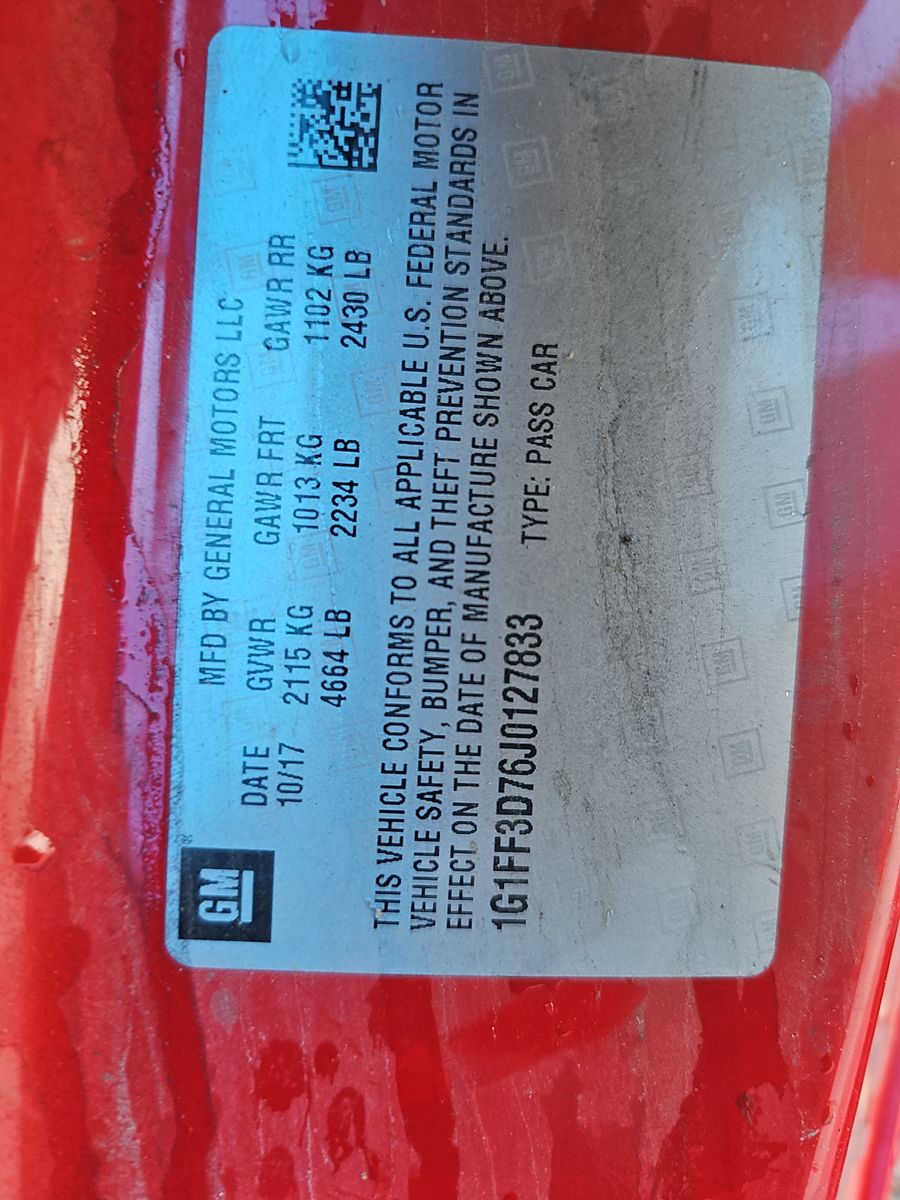 GM
MFD BY GENERAL MOTORS LLC
DATE GVWR GAWR FRT GAWR RR
10/17 2115 KG 1013 KG 1102 KG
4664 LB 2234 LB 2430 LB
THIS VEHICLE CONFORMS TO ALL APPLICABLE U.S. FEDERAL MOTOR
VEHICLE SAFETY, BUMPER, AND THEFT PREVENTION STANDARDS IN
EFFECT ON THE DATE OF MANUFACTURE SHOWN ABOVE.
1G1FF3D76J0127833 TYPE: PASS CAR